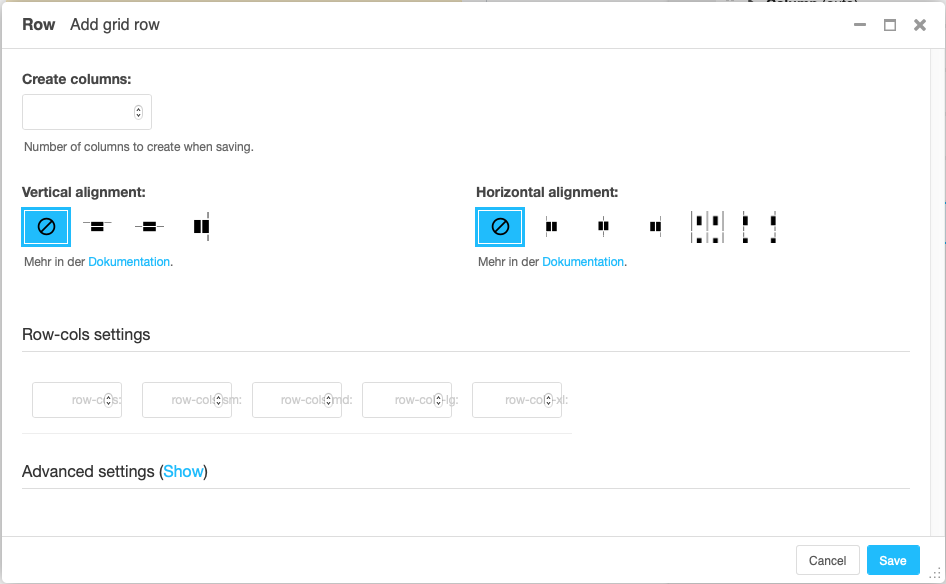 Row Add grid row
Create columns:
Number of columns to create when saving.
Vertical alignment:
Horizontal alignment:
Mehr in der Dokumentation.
Mehr in der Dokumentation.
Row-cols settings
row-cols: row-cols-sm: row-cols-md: row-cols-lg: row-cols-xl:
Advanced settings (Show)
Cancel Save